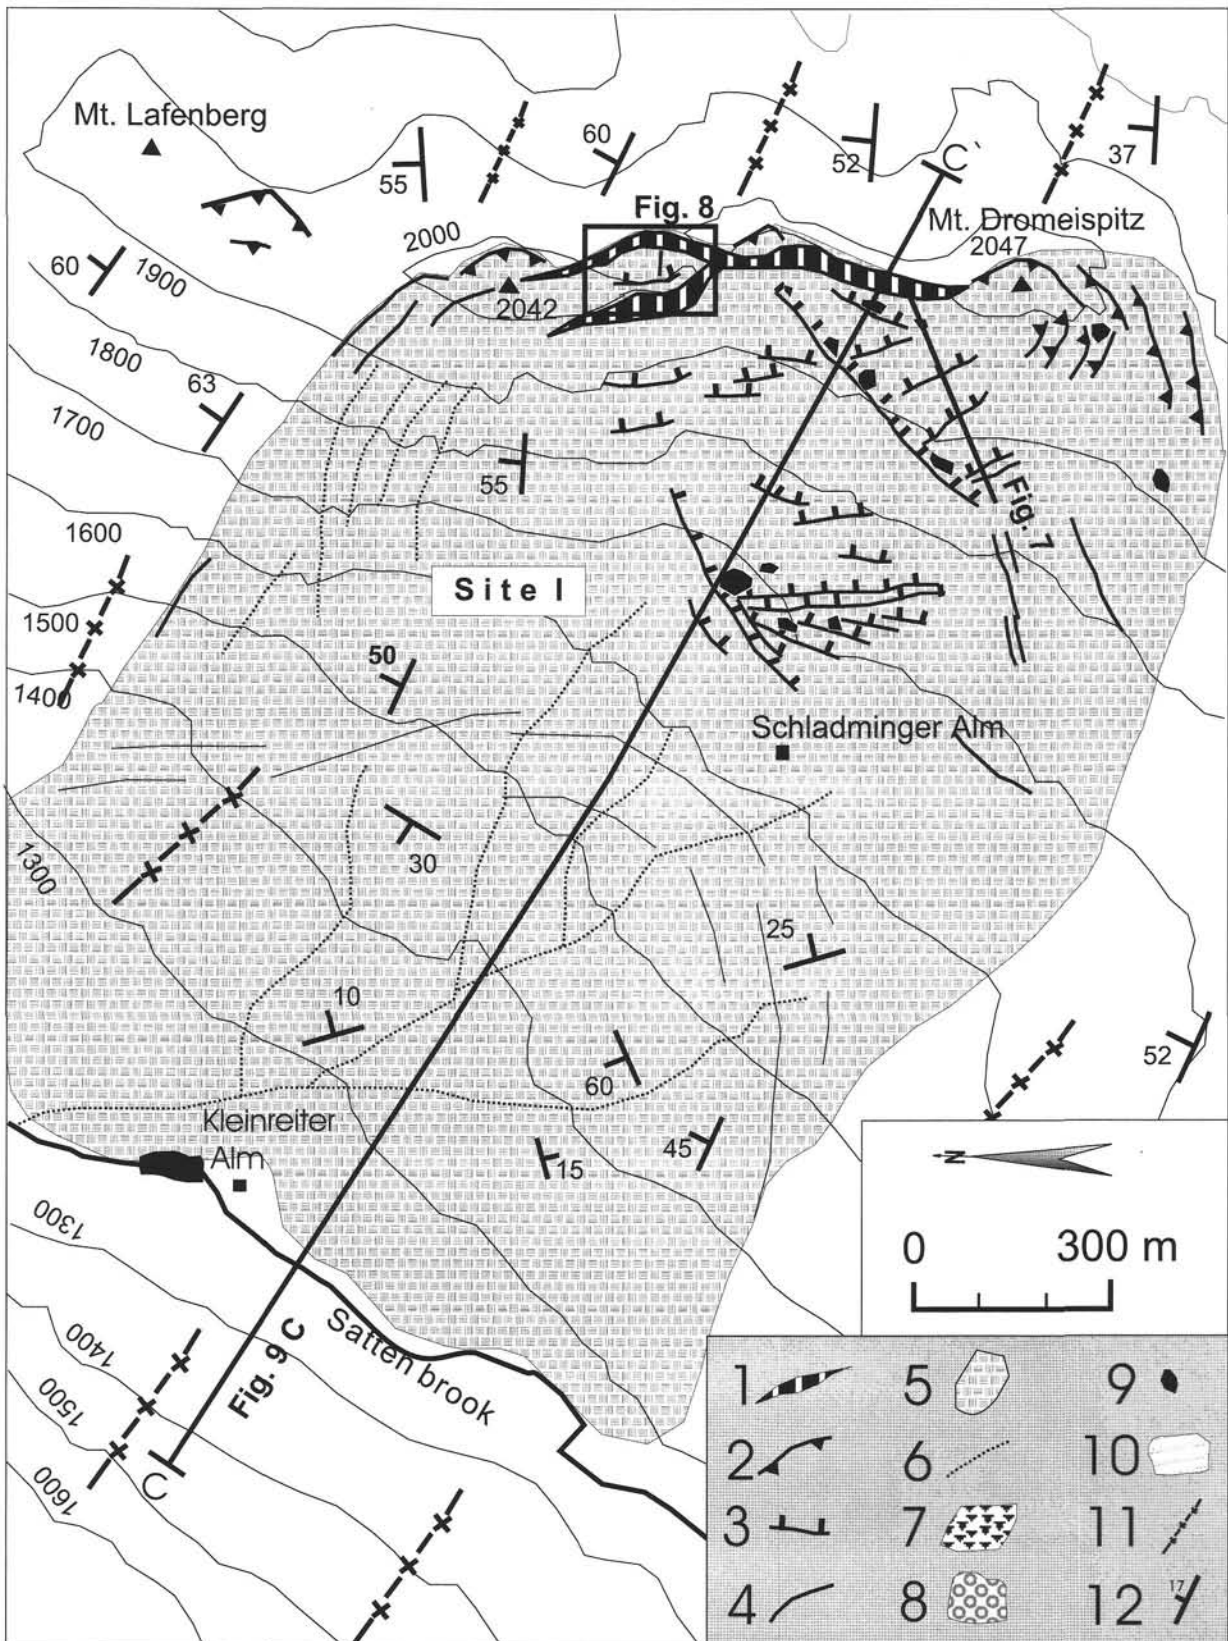 Mt. Lafenberg
60
55
52
37
C'
Fig. 8
Mt. Dromeispitz
2000
2047
60
1900
2042
1800
63
1700
55
Fig. 7
1600
Site I
1500
50
1400
Schladminger Alm
30
1300
25
10
52
60
Kleinreiter
Alm
45
15
N
1300
0 300 m
Satten brook
1400
Fig. 9 C
1500
C
1600
1 5 9
2 6 10
3 7 11
4 8 12 17